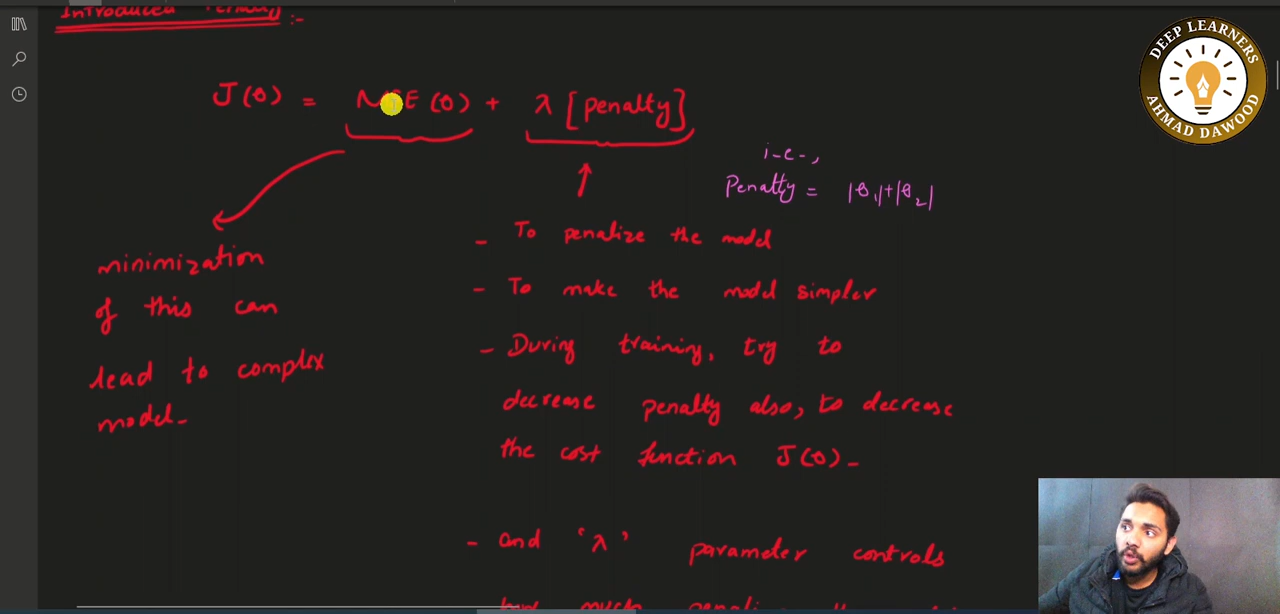 Introduced
:-
DEEP LEARNERS
AHMAD DAWOOD
J(θ) = MSE(θ) + λ [penalty]
i-e-,
Penalty = |θ₁|+|θ₂|
minimization
of this can
lead to complex
model-
- To penalize the model
- To make the model simpler
- During training, try to
decrease penalty also, to decrease
the cost function J(θ) -
- and 'λ' parameter controls
much